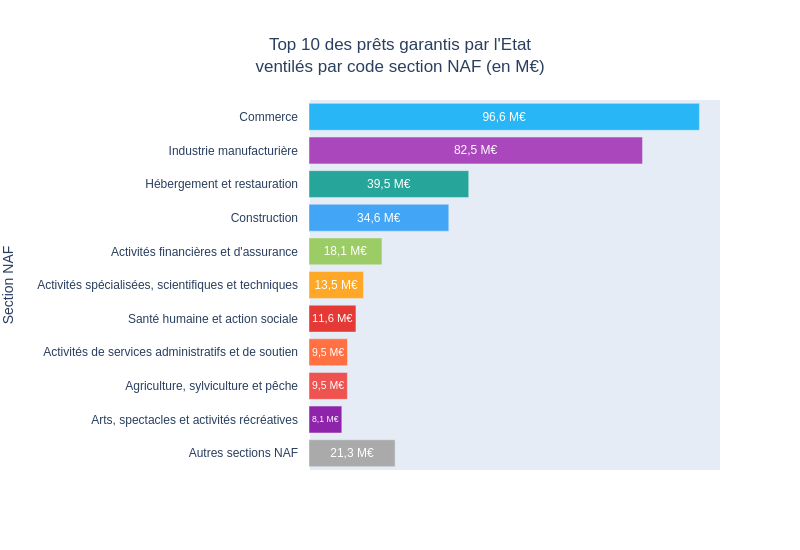 Top 10 des prêts garantis par l'Etat
ventilés par code section NAF (en M€)
Section NAF
Commerce 96,6 M€
Industrie manufacturière 82,5 M€
Hébergement et restauration 39,5 M€
Construction 34,6 M€
Activités financières et d'assurance 18,1 M€
Activités spécialisées, scientifiques et techniques 13,5 M€
Santé humaine et action sociale 11,6 M€
Activités de services administratifs et de soutien 9,5 M€
Agriculture, sylviculture et pêche 9,5 M€
Arts, spectacles et activités récréatives 8,1 M€
Autres sections NAF 21,3 M€